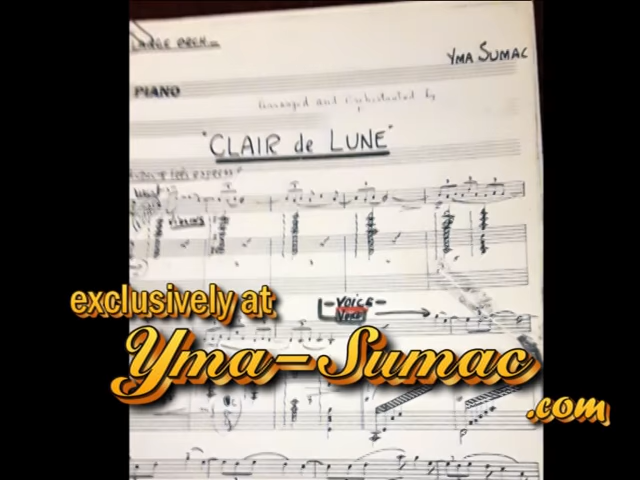 LARGE ORCH
YMA SUMAC
PIANO
Arranged and Orchestrated by
"CLAIR de LUNE"
exclusively at
VOICE
Yma-Sumac
.com